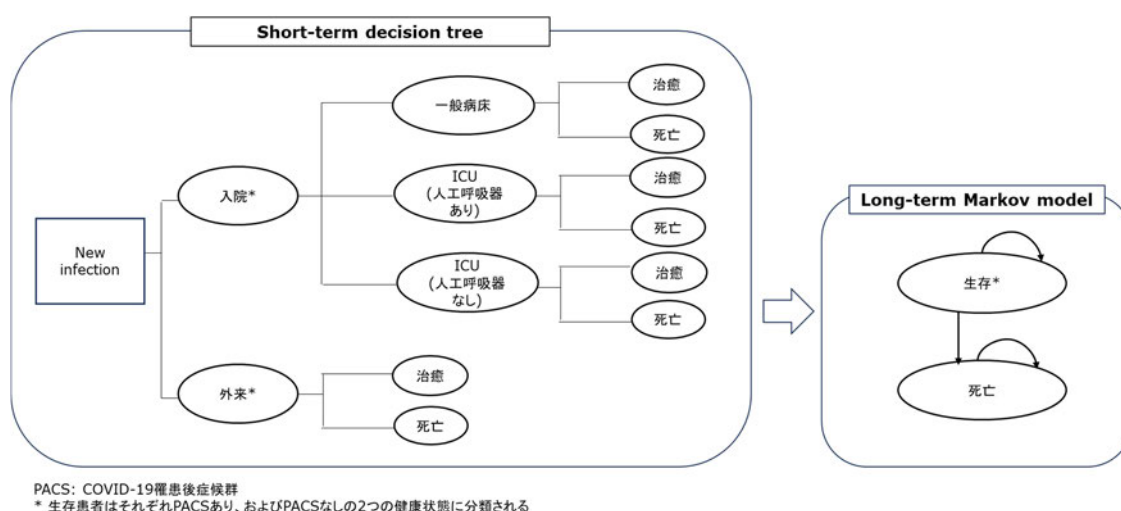 Short-term decision tree
New
infection
入院*
一般病床
治癒
死亡
ICU
(人工呼吸器
あり)
治癒
死亡
ICU
(人工呼吸器
なし)
治癒
死亡
外来*
治癒
死亡
Long-term Markov model
生存*
死亡
PACS: COVID-19罹患後症候群
* 生存患者はそれぞれPACSあり、およびPACSなしの2つの健康状態に分類される